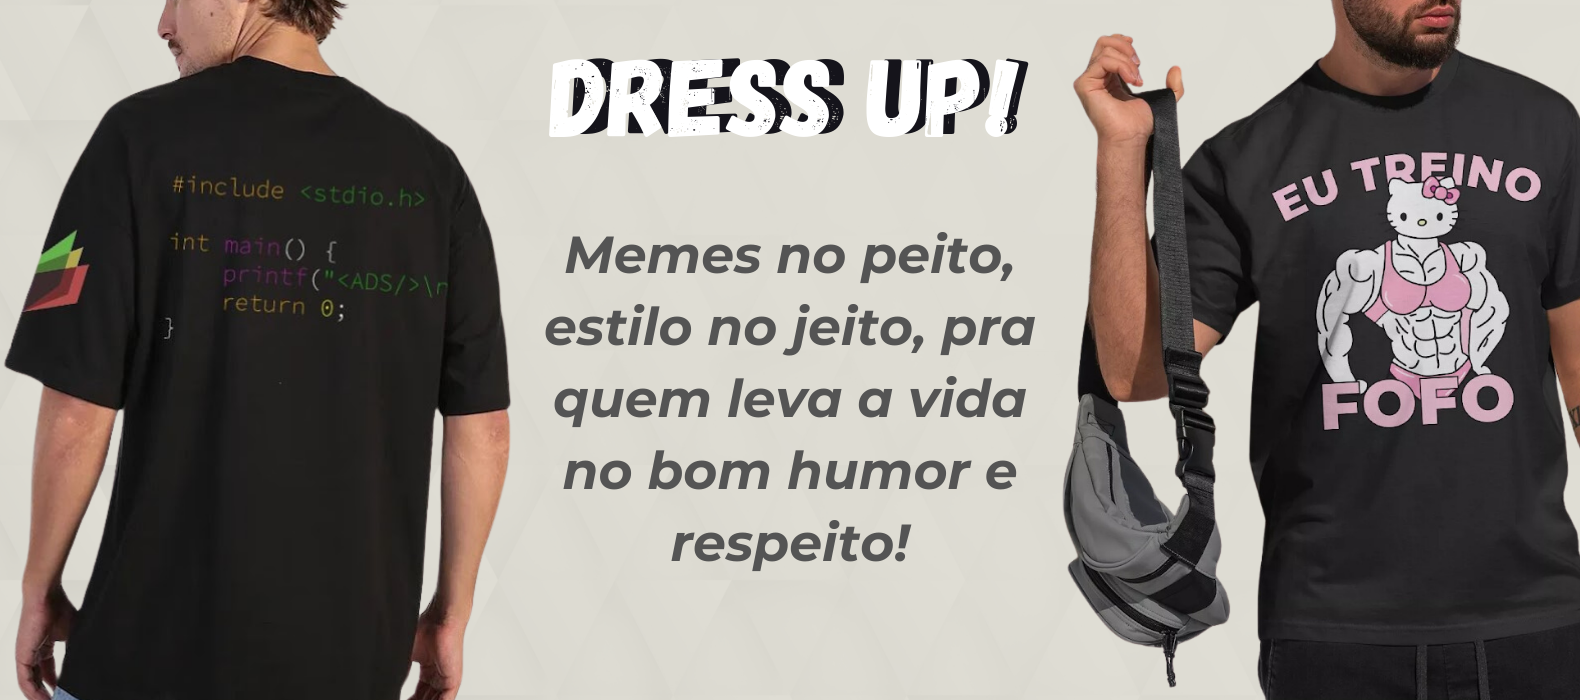 DRESS UP!
Memes no peito,
estilo no jeito, pra
quem leva a vida
no bom humor e
respeito!
#include <stdio.h>
int main() {
printf("<ADS/>\n
return 0;
}
EU TREINO
FOFO